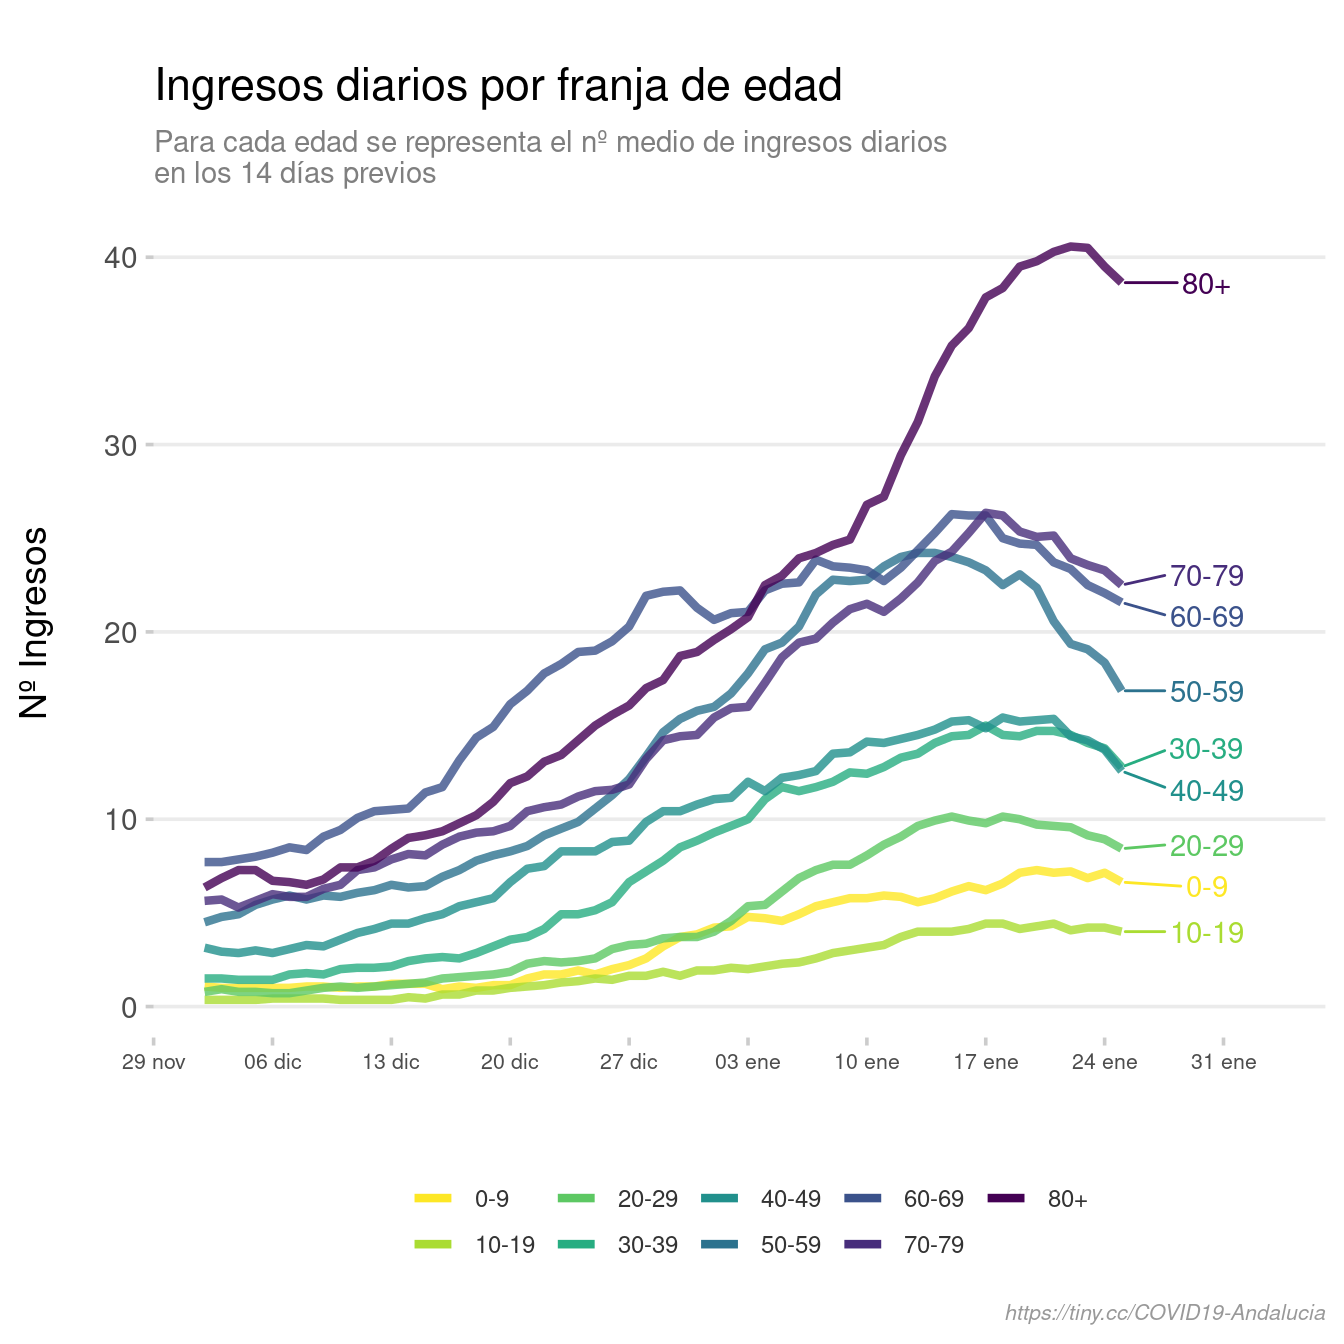 Ingresos diarios por franja de edad
Para cada edad se representa el nº medio de ingresos diarios
en los 14 días previos
Nº Ingresos
40
30
20
10
0
80+
70-79
60-69
50-59
30-39
40-49
20-29
0-9
10-19
29 nov 06 dic 13 dic 20 dic 27 dic 03 ene 10 ene 17 ene 24 ene 31 ene
0-9 20-29 40-49 60-69 80+
10-19 30-39 50-59 70-79
https://tiny.cc/COVID19-Andalucia